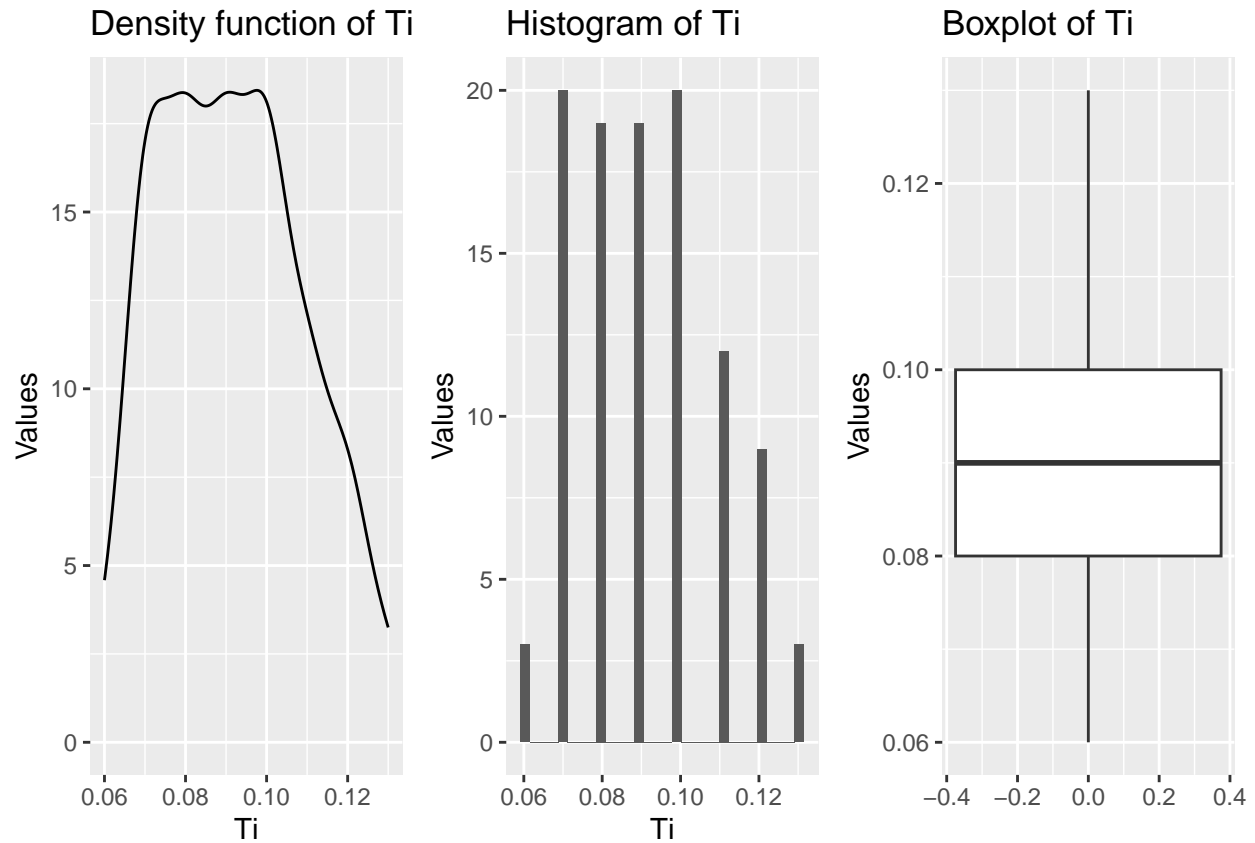 Density function of Ti
Values
15
10
5
0
0.06 0.08 0.10 0.12
Ti
Histogram of Ti
Values
20
15
10
5
0
0.06 0.08 0.10 0.12
Ti
Boxplot of Ti
Values
0.12
0.10
0.08
0.06
−0.4 −0.2 0.0 0.2 0.4